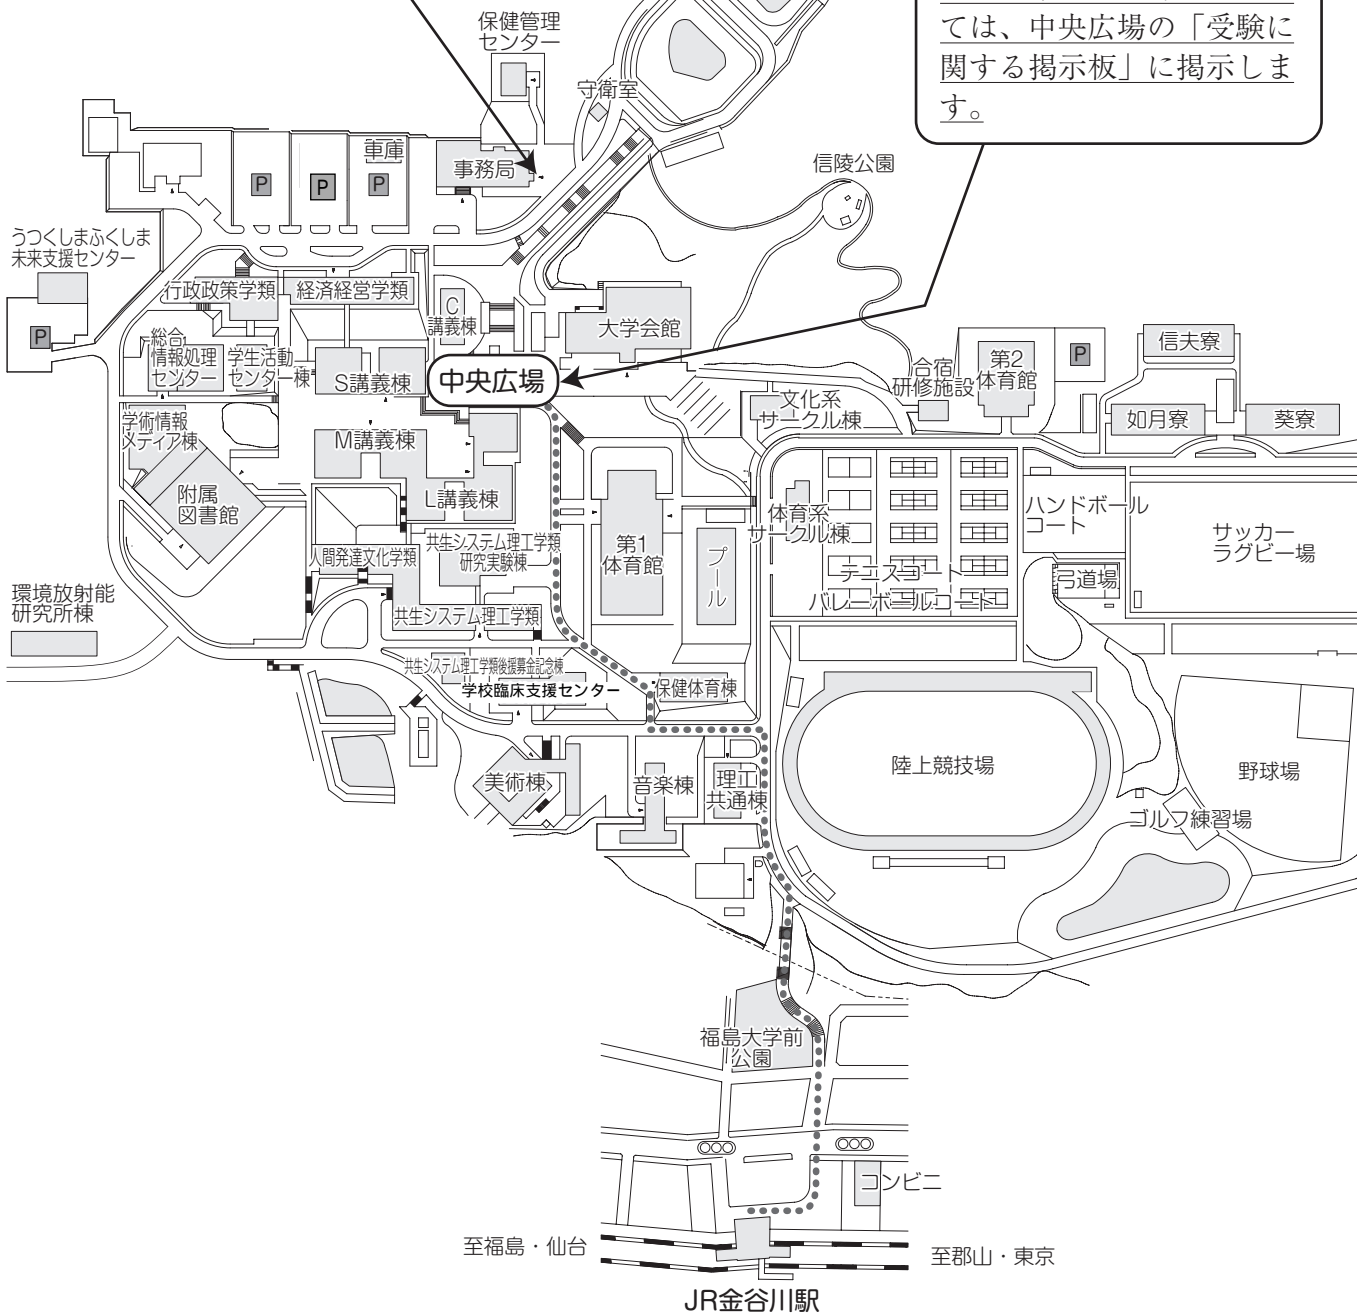 ては、中央広場の「受験に
関する掲示板」に掲示しま
す。
保健管理
センター
守衛室
車庫
事務局
P
P
P
信陵公園
うつくしまふくしま
未来支援センター
P
行政政策学類
経済経営学類
C
講義棟
大学会館
総合
情報処理
センター
学生活動
センター棟
S講義棟
中央広場
合宿
研修施設
第2
体育館
P
信夫寮
如月寮
葵寮
文化系
サークル棟
学術情報
メディア棟
M講義棟
附属
図書館
L講義棟
人間発達文化学類
共生システム理工学類
研究実験棟
第1
体育館
プール
体育系
サークル棟
テニスコート
バレーボールコート
ハンドボール
コート
弓道場
サッカー
ラグビー場
環境放射能
研究所棟
共生システム理工学類
共生システム理工学類後援募金記念棟
学校臨床支援センター
保健体育棟
美術棟
音楽棟
理工
共通棟
陸上競技場
野球場
ゴルフ練習場
福島大学前
公園
コンビニ
至福島・仙台
至郡山・東京
JR金谷川駅